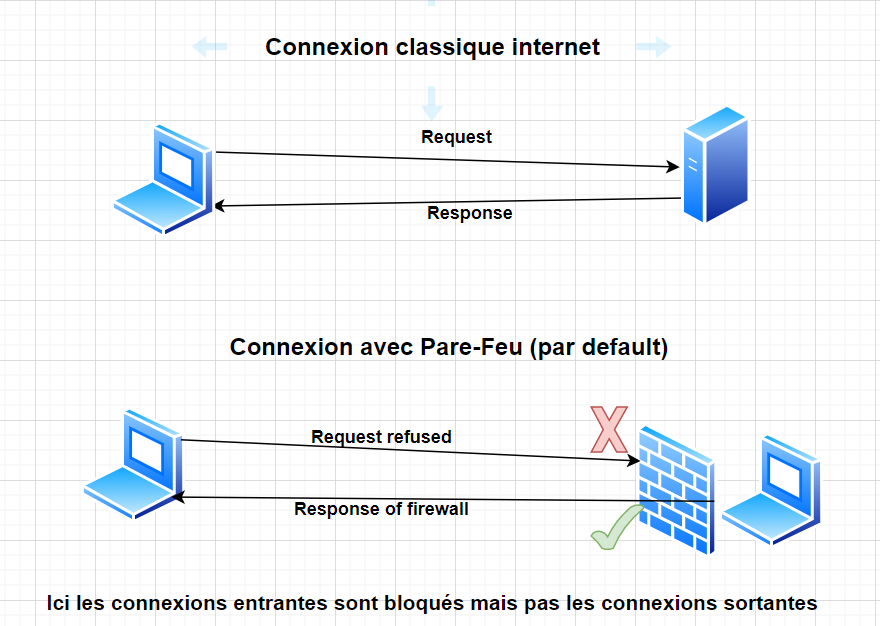 Connexion classique internet
Request
Response
Connexion avec Pare-Feu (par default)
Request refused
Response of firewall
Ici les connexions entrantes sont bloqués mais pas les connexions sortantes